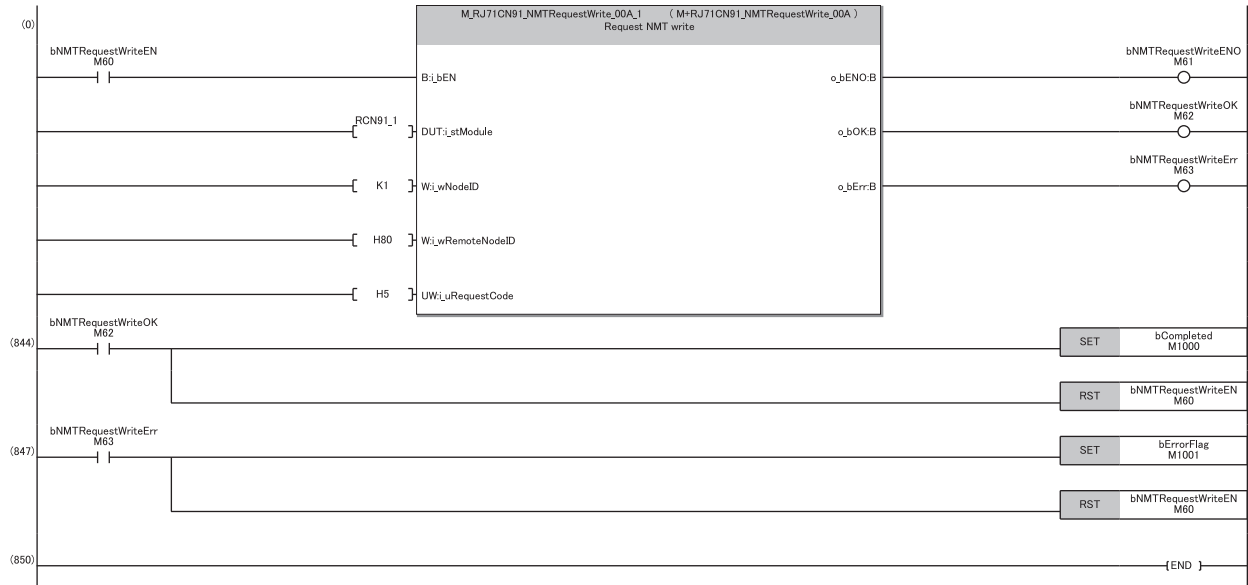 (0)
M_RJ71CN91_NMTRequestWrite_00A_1 ( M+RJ71CN91_NMTRequestWrite_00A )
Request NMT write
bNMTRequestWriteEN
M60
B:i_bEN
o_bENO:B
bNMTRequestWriteENO
M61
RCN91_1
DUT:i_stModule
o_bOK:B
bNMTRequestWriteOK
M62
K1
W:i_wNodeID
o_bErr:B
bNMTRequestWriteErr
M63
H80
W:i_wRemoteNodeID
H5
UW:i_uRequestCode
(844)
bNMTRequestWriteOK
M62
SET
bCompleted
M1000
RST
bNMTRequestWriteEN
M60
(847)
bNMTRequestWriteErr
M63
SET
bErrorFlag
M1001
RST
bNMTRequestWriteEN
M60
(850)
END